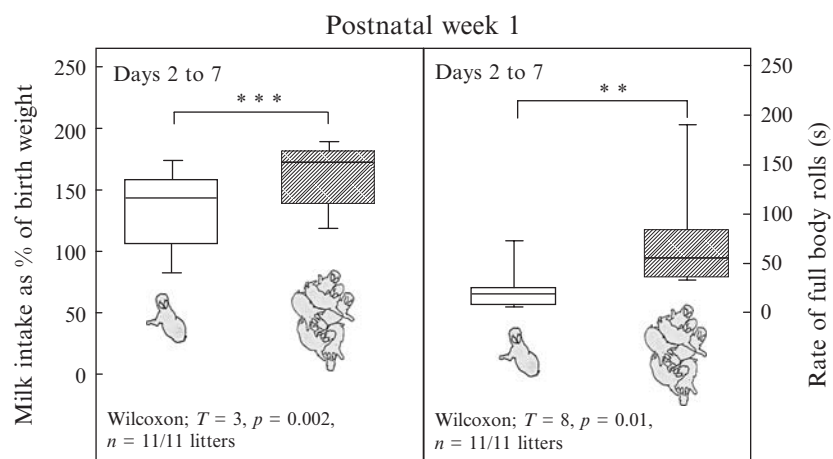 Postnatal week 1
Milk intake as % of birth weight
250
200
150
100
50
0
Days 2 to 7
* * *
Wilcoxon; T = 3, p = 0.002,
n = 11/11 litters
Days 2 to 7
* *
Wilcoxon; T = 8, p = 0.01,
n = 11/11 litters
250
200
150
100
50
0
Rate of full body rolls (s)